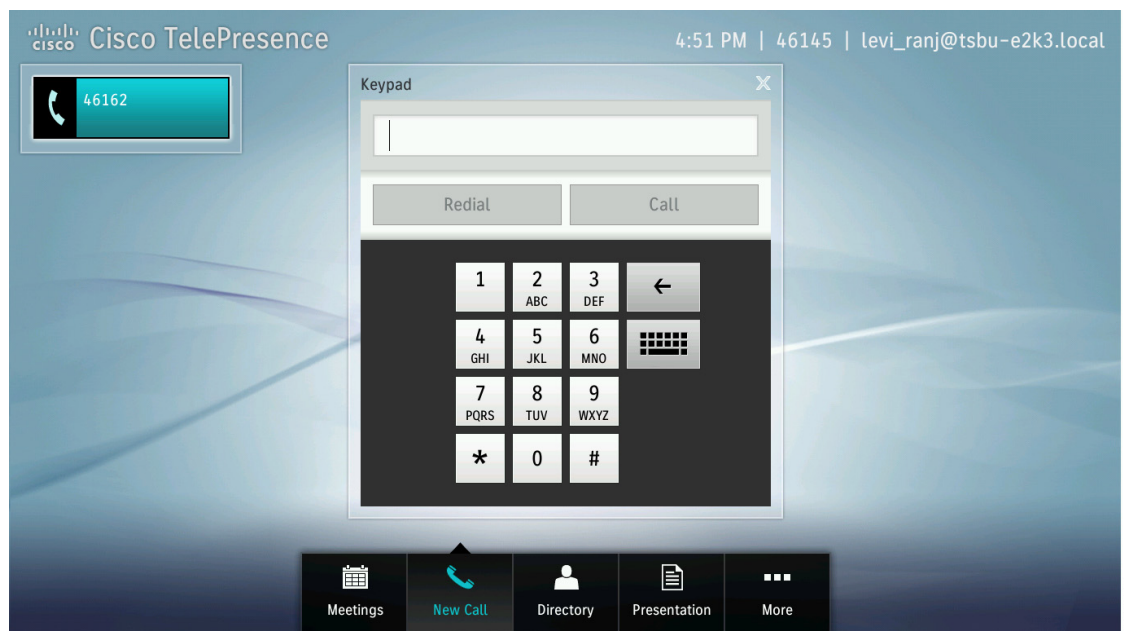 cisco Cisco TelePresence
4:51 PM | 46145 | levi_ranj@tsbu-e2k3.local
46162
Keypad X
Redial Call
1 2 3 ←
ABC DEF
4 5 6
GHI JKL MNO
7 8 9
PQRS TUV WXYZ
* 0 #
Meetings New Call Directory Presentation More